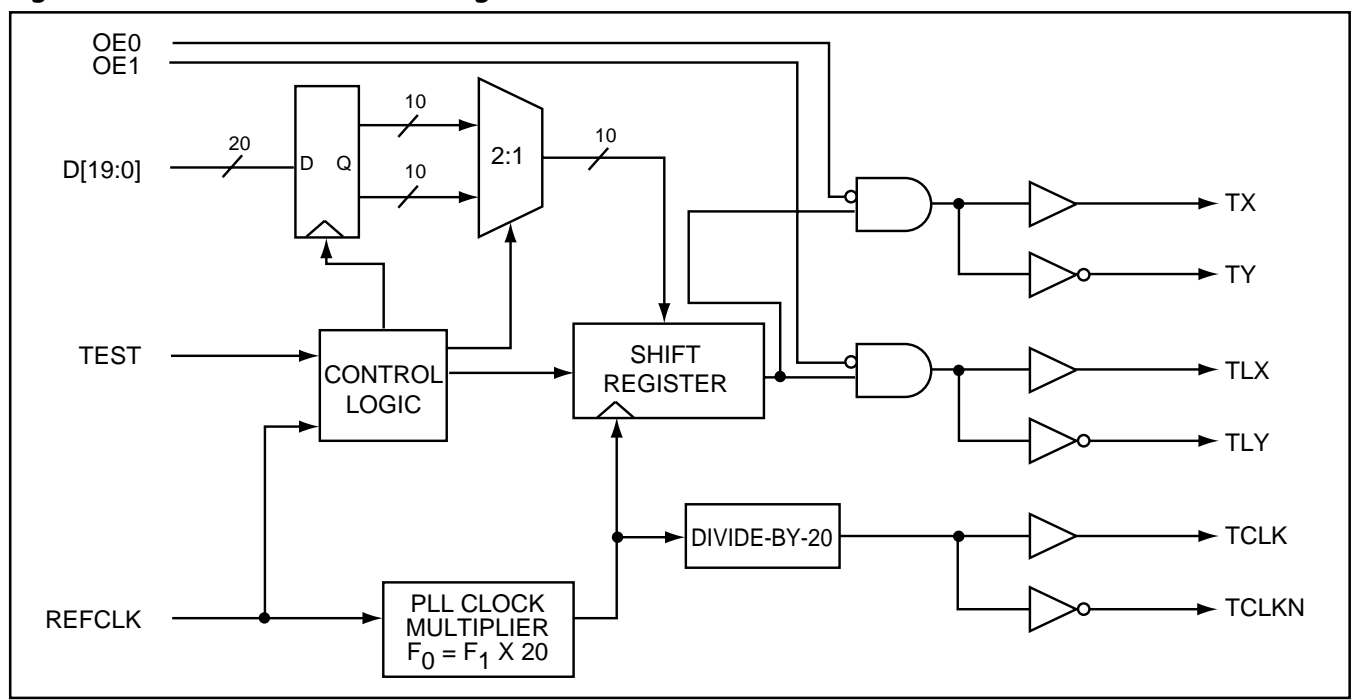 OE0
OE1
10
20
10
D[19:0]
D Q
2:1
10
10
TX
TY
TEST
CONTROL
LOGIC
SHIFT
REGISTER
TLX
TLY
DIVIDE-BY-20
TCLK
REFCLK
PLL CLOCK
MULTIPLIER
F0 = F1 X 20
TCLKN